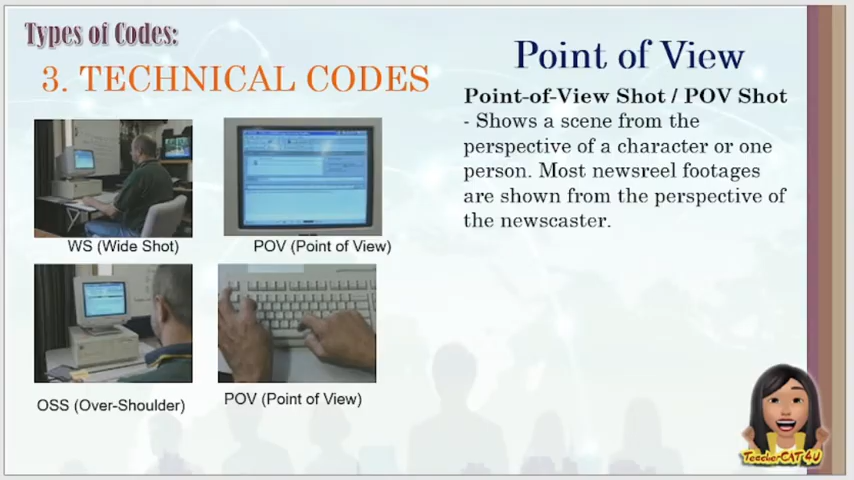 Types of Codes:
3. TECHNICAL CODES
WS (Wide Shot)
POV (Point of View)
OSS (Over-Shoulder)
POV (Point of View)
Point of View
Point-of-View Shot / POV Shot
- Shows a scene from the
perspective of a character or one
person. Most newsreel footages
are shown from the perspective of
the newscaster.
TeacherCAT 4U